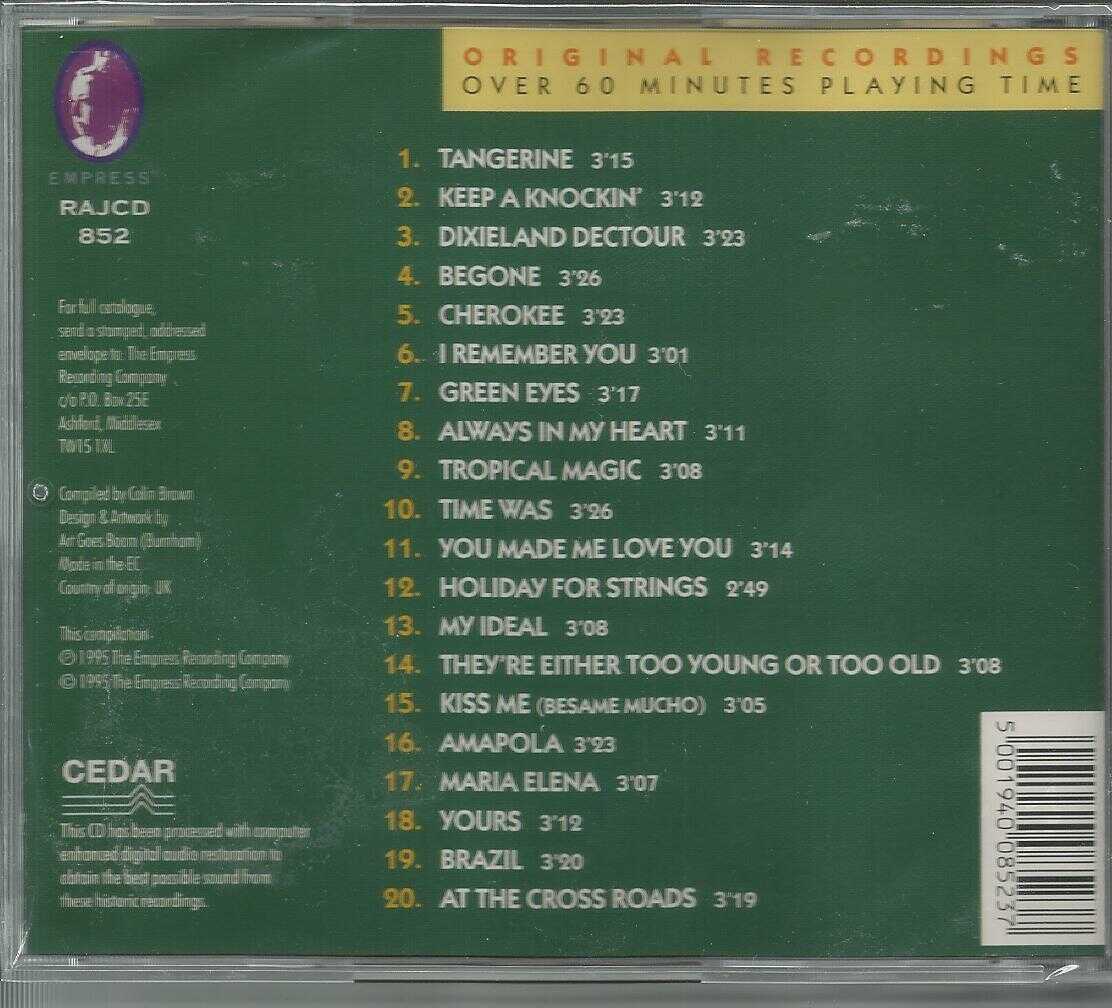 ORIGINAL RECORDINGS
OVER 60 MINUTES PLAYING TIME
EMPRESS™
RAJCD
852
For full catalogue,
send a stamped, addressed
envelope to: The Empress
Recording Company
c/o P.O. Box 25E
Ashford, Middlesex
TW15 1XL
Compiled by Colin Brown
Design & Artwork by
Art Goes Boom (Burnham)
Made in the EC
Country of origin: UK
This compilation
℗ 1995 The Empress Recording Company
© 1995 The Empress Recording Company
CEDAR
This CD has been processed with computer
enhanced digital audio restoration to
obtain the best possible sound from
these historic recordings.
1. TANGERINE 3'15
2. KEEP A KNOCKIN' 3'12
3. DIXIELAND DECTOUR 3'23
4. BEGONE 3'26
5. CHEROKEE 3'23
6. I REMEMBER YOU 3'01
7. GREEN EYES 3'17
8. ALWAYS IN MY HEART 3'11
9. TROPICAL MAGIC 3'08
10. TIME WAS 3'26
11. YOU MADE ME LOVE YOU 3'14
12. HOLIDAY FOR STRINGS 2'49
13. MY IDEAL 3'08
14. THEY'RE EITHER TOO YOUNG OR TOO OLD 3'08
15. KISS ME (BESAME MUCHO) 3'05
16. AMAPOLA 3'23
17. MARIA ELENA 3'07
18. YOURS 3'12
19. BRAZIL 3'20
20. AT THE CROSS ROADS 3'19
5 001940 085237